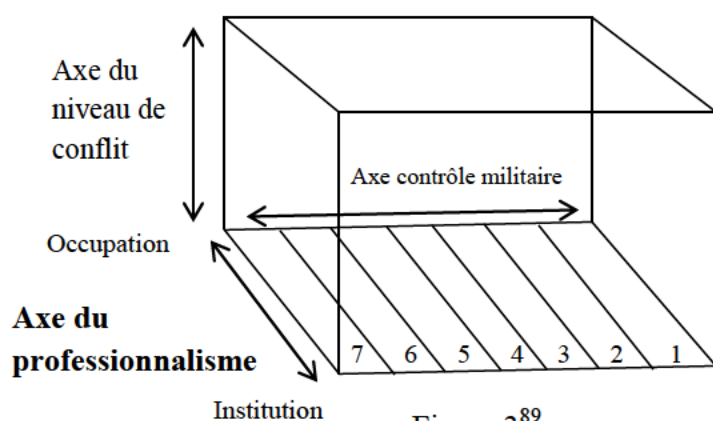 Axe du
niveau de
conflit
Axe contrôle militaire
Occupation
Axe du
professionnalisme
7 6 5 4 3 2 1
Institution